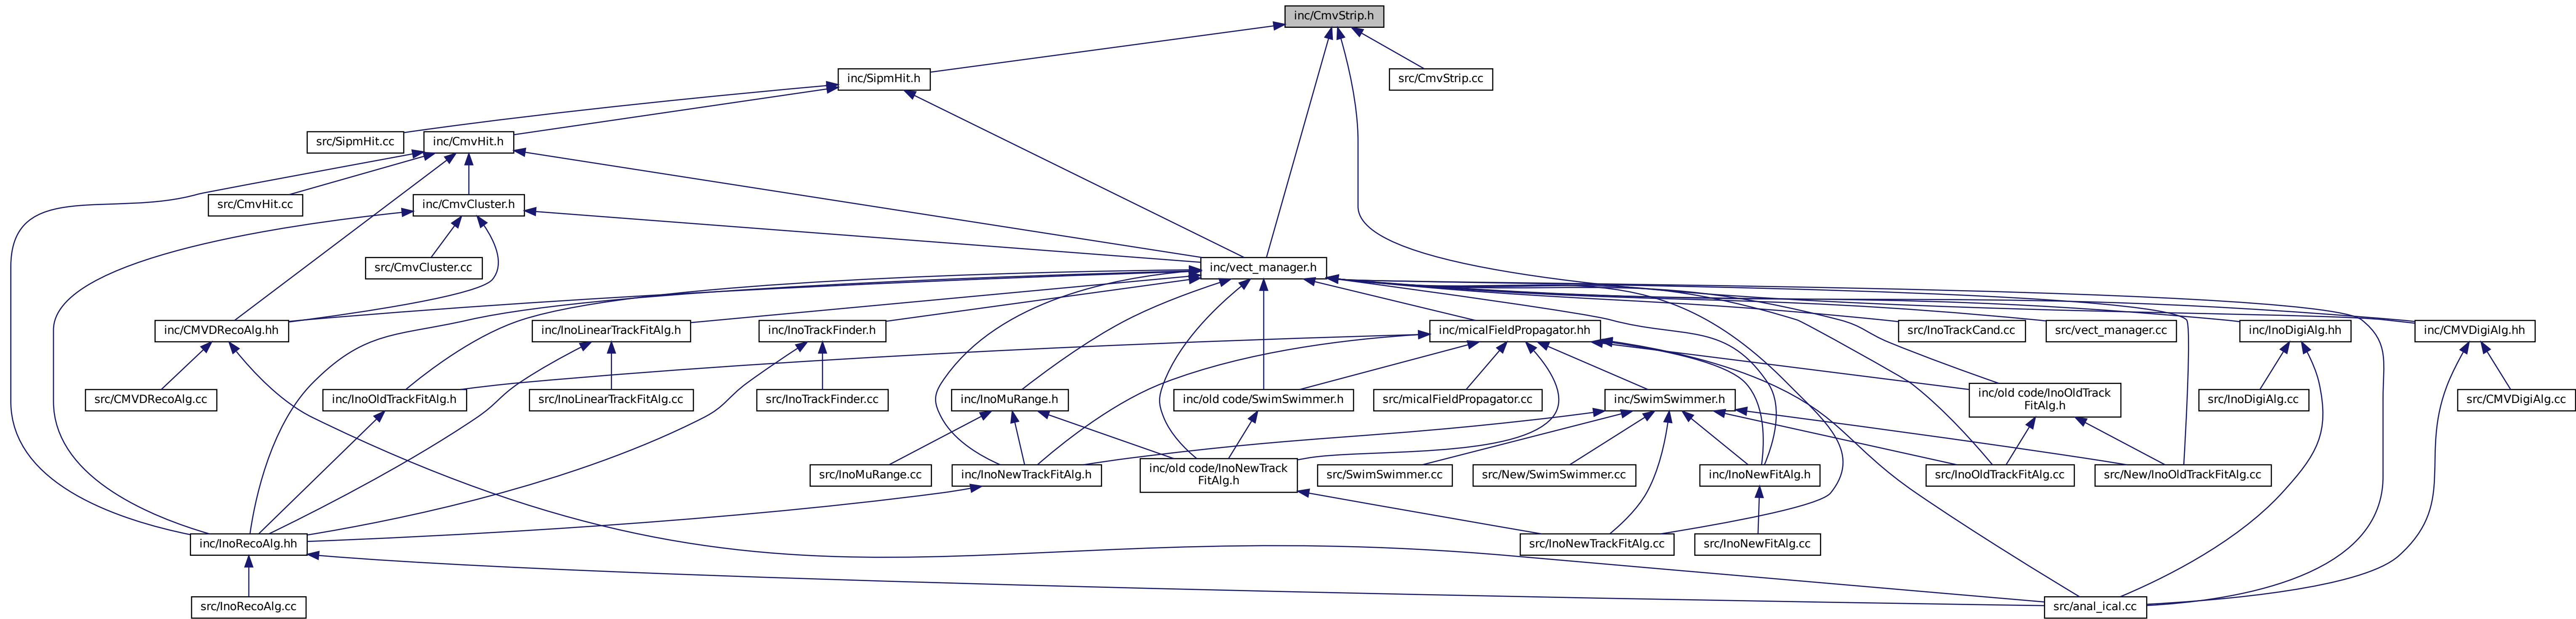 inc/CmvStrip.h
inc/SipmHit.h
src/CmvStrip.cc
src/SipmHit.cc
inc/CmvHit.h
src/CmvHit.cc
inc/CmvCluster.h
src/CmvCluster.cc
inc/vect_manager.h
inc/CMVDRecoAlg.hh
inc/InoLinearTrackFitAlg.h
inc/InoTrackFinder.h
inc/micalFieldPropagator.hh
src/InoTrackCand.cc
src/vect_manager.cc
inc/InoDigiAlg.hh
inc/CMVDigiAlg.hh
src/CMVDRecoAlg.cc
inc/InoOldTrackFitAlg.h
src/InoLinearTrackFitAlg.cc
src/InoTrackFinder.cc
inc/InoMuRange.h
inc/old code/SwimSwimmer.h
src/micalFieldPropagator.cc
inc/SwimSwimmer.h
inc/old code/InoOldTrack
FitAlg.h
src/InoDigiAlg.cc
src/CMVDigiAlg.cc
src/InoMuRange.cc
inc/InoNewTrackFitAlg.h
inc/old code/InoNewTrack
FitAlg.h
src/SwimSwimmer.cc
src/New/SwimSwimmer.cc
inc/InoNewFitAlg.h
src/InoOldTrackFitAlg.cc
src/New/InoOldTrackFitAlg.cc
inc/InoRecoAlg.hh
src/InoNewTrackFitAlg.cc
src/InoNewFitAlg.cc
src/InoRecoAlg.cc
src/anal_ical.cc